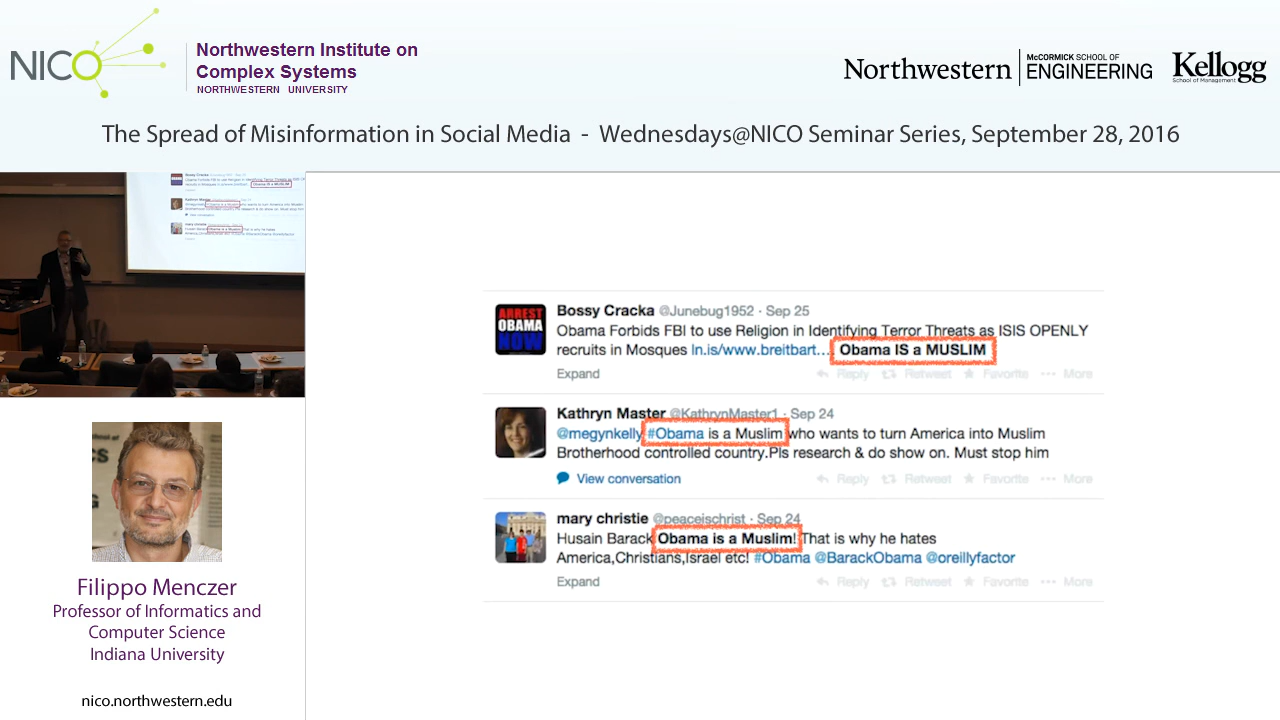 NICO
Northwestern Institute on
Complex Systems
NORTHWESTERN UNIVERSITY
Northwestern
McCORMICK SCHOOL OF
ENGINEERING
Kellogg
School of Management
The Spread of Misinformation in Social Media - Wednesdays@NICO Seminar Series, September 28, 2016
Bossy Cracka @Junebug1952 · Sep 25
Obama Forbids FBI to use Religion in Identifying Terror Threats as ISIS OPENLY
recruits in Mosques ln.is/www.breitbart... Obama IS a MUSLIM
Expand Reply Retweet Favorite More
Kathryn Master @KathrynMaster1 · Sep 24
@megynkelly #Obama is a Muslim who wants to turn America into Muslim
Brotherhood controlled country.Pls research & do show on. Must stop him
View conversation Reply Retweet Favorite More
mary christie @peaceischrist · Sep 24
Husain Barack Obama is a Muslim! That is why he hates
America,Christians,Israel etc! #Obama @BarackObama @oreillyfactor
Expand Reply Retweet Favorite More
ARREST
OBAMA
NOW
Filippo Menczer
Professor of Informatics and
Computer Science
Indiana University
nico.northwestern.edu